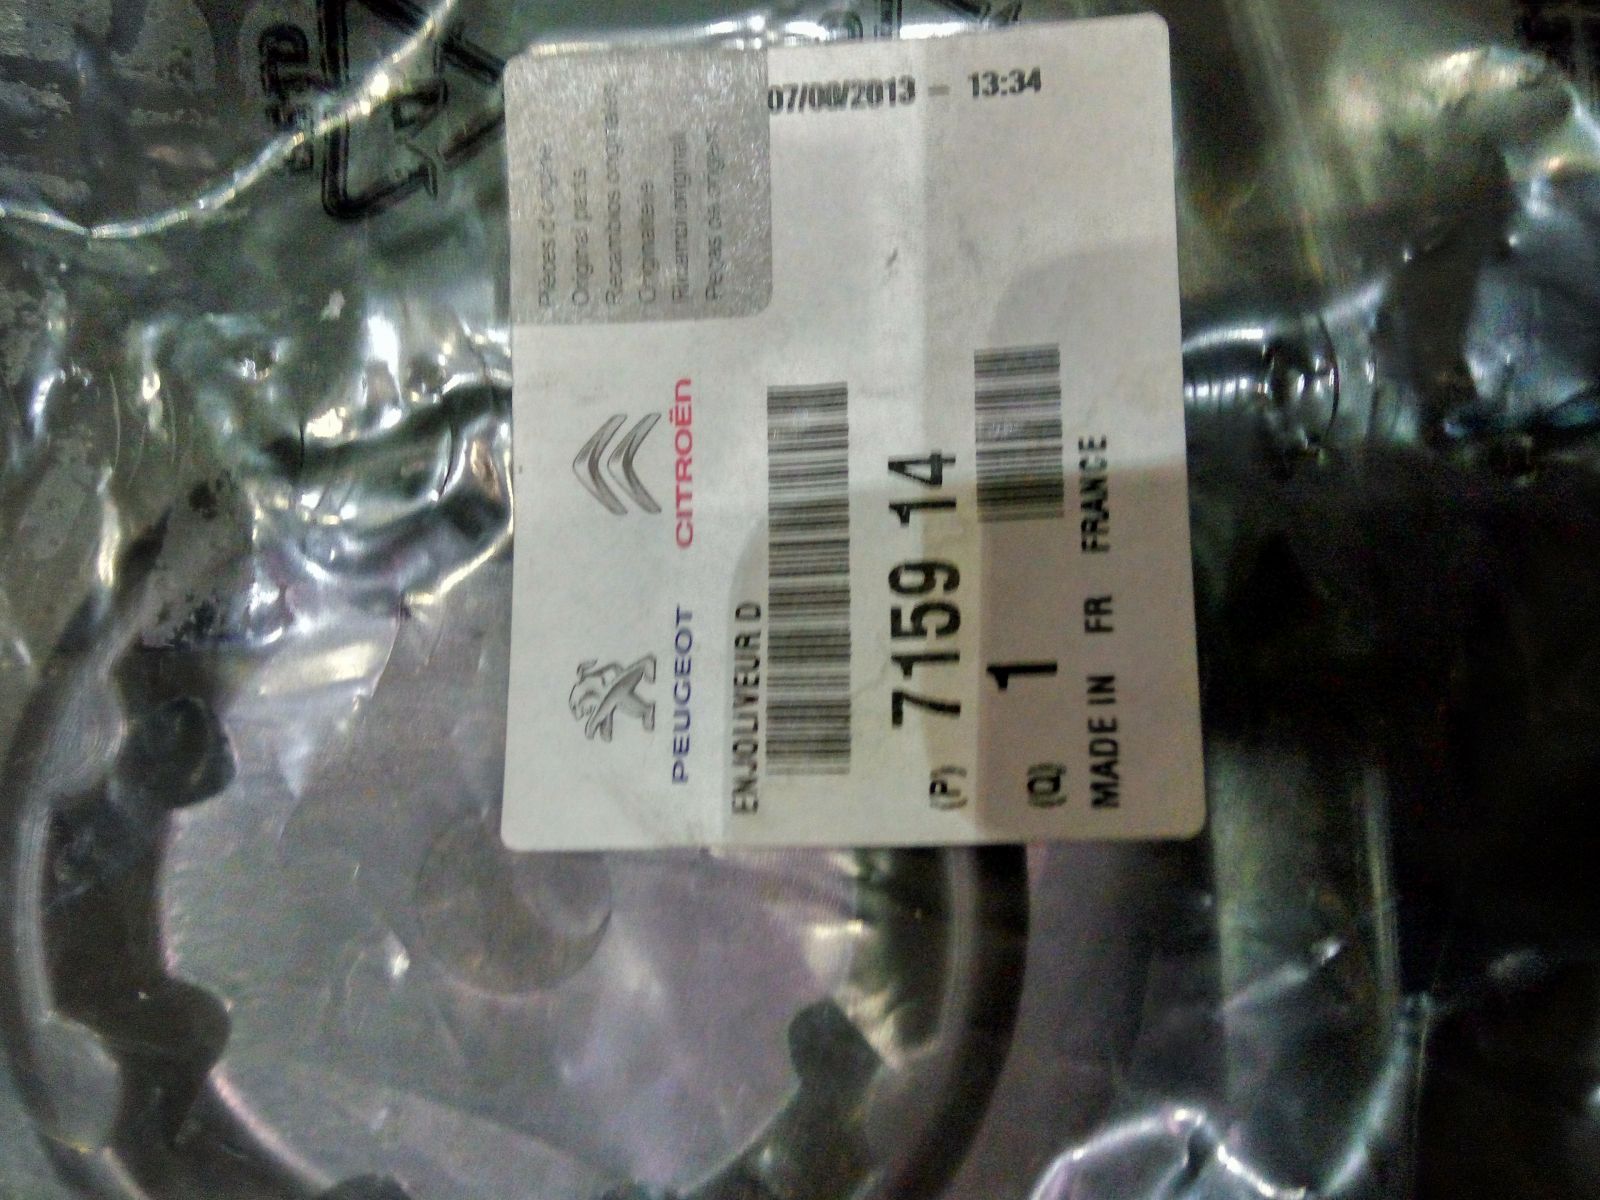 07/08/2013 - 13:34
Pièces d'origine
Original parts
Recambios originales
Originalteile
Ricambi originali
Peças de origem
PEUGEOT CITROËN
ENJOLIVEUR D
(P) 7159 14
(Q) 1
MADE IN FR FRANCE